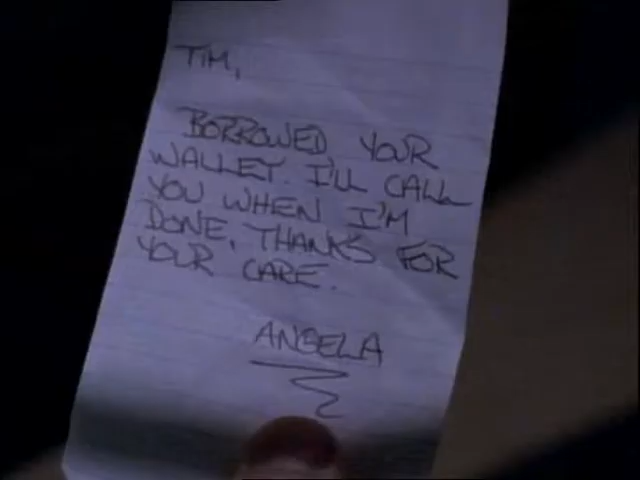 TIM,
BORROWED YOUR
WALLET. I'LL CALL
YOU WHEN I'M
DONE. THANKS FOR
YOUR CARE.
ANGELA